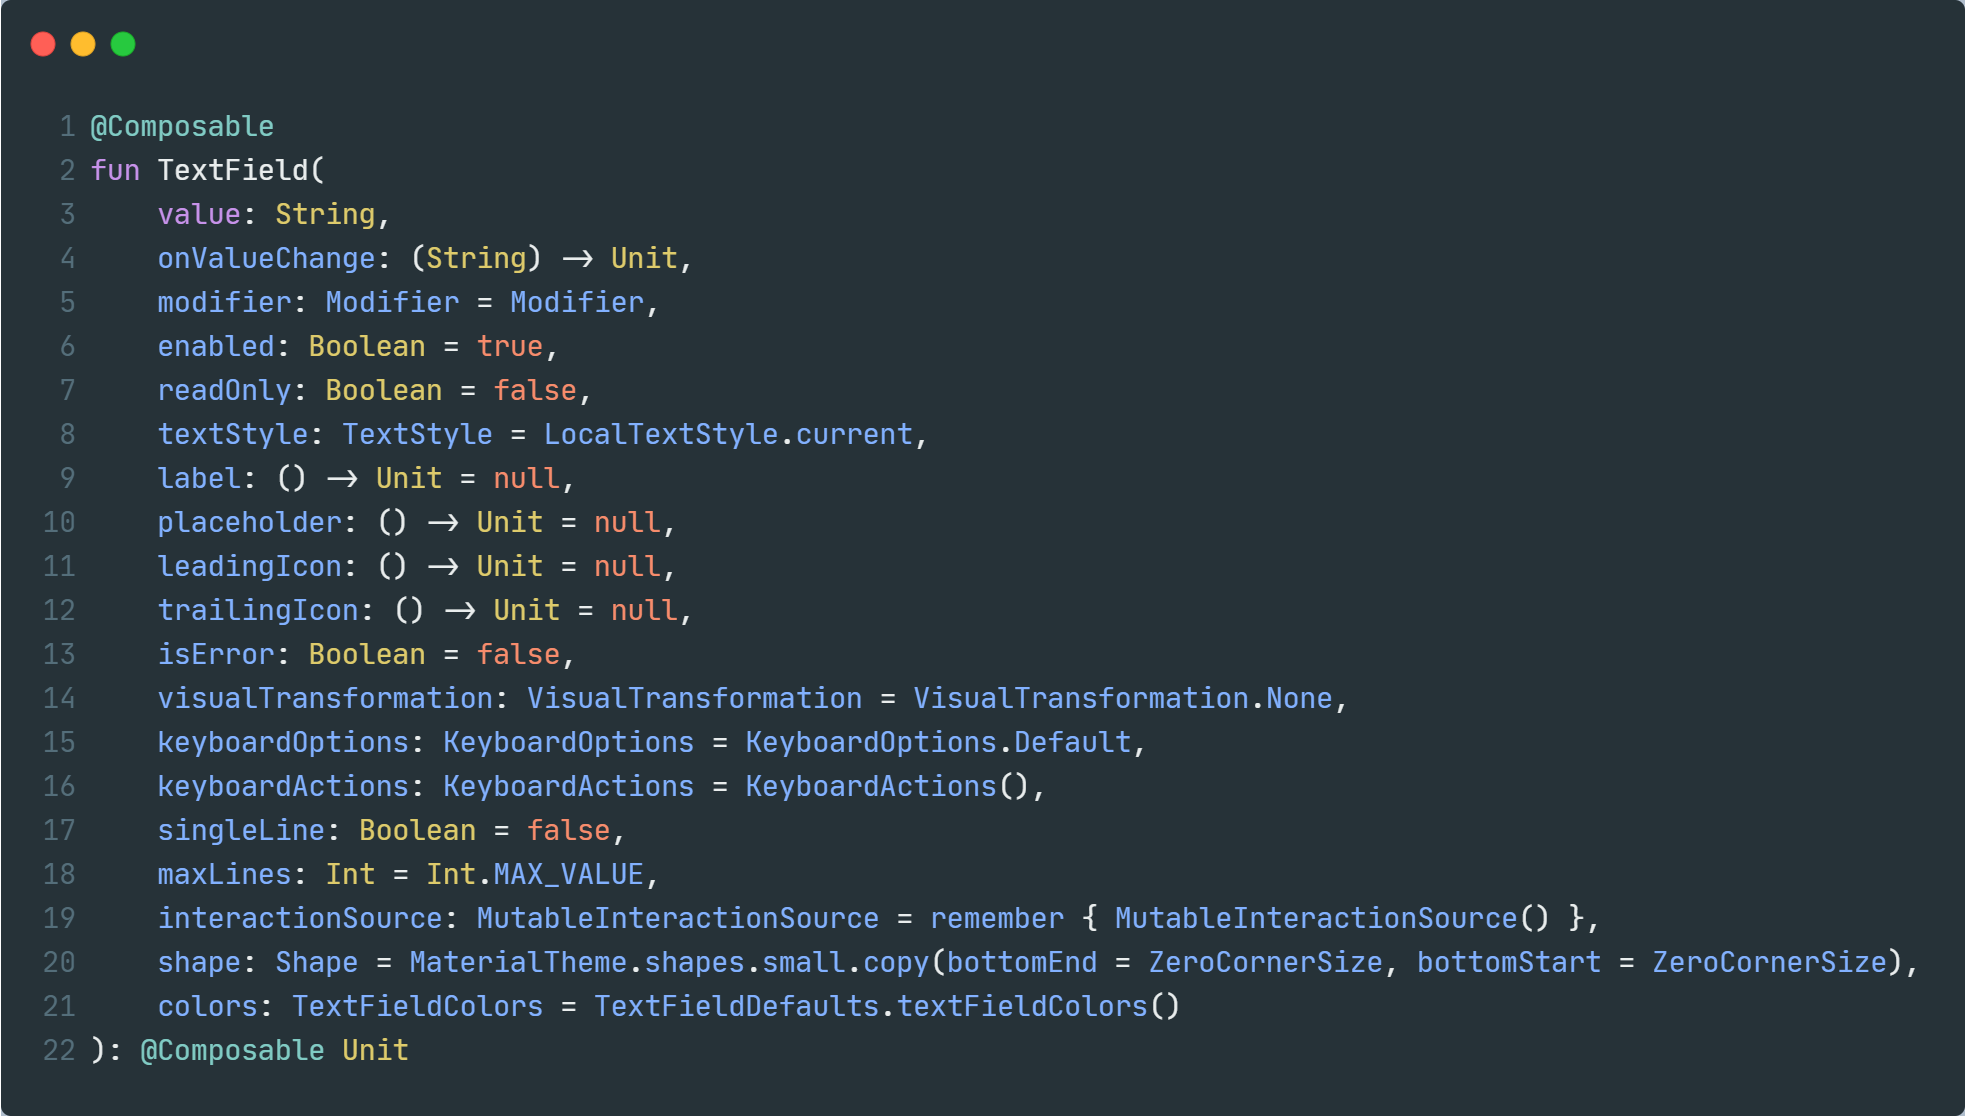 1 @Composable
2 fun TextField(
3     value: String,
4     onValueChange: (String) -> Unit,
5     modifier: Modifier = Modifier,
6     enabled: Boolean = true,
7     readOnly: Boolean = false,
8     textStyle: TextStyle = LocalTextStyle.current,
9     label: () -> Unit = null,
10     placeholder: () -> Unit = null,
11     leadingIcon: () -> Unit = null,
12     trailingIcon: () -> Unit = null,
13     isError: Boolean = false,
14     visualTransformation: VisualTransformation = VisualTransformation.None,
15     keyboardOptions: KeyboardOptions = KeyboardOptions.Default,
16     keyboardActions: KeyboardActions = KeyboardActions(),
17     singleLine: Boolean = false,
18     maxLines: Int = Int.MAX_VALUE,
19     interactionSource: MutableInteractionSource = remember { MutableInteractionSource() },
20     shape: Shape = MaterialTheme.shapes.small.copy(bottomEnd = ZeroCornerSize, bottomStart = ZeroCornerSize),
21     colors: TextFieldColors = TextFieldDefaults.textFieldColors()
22 ): @Composable Unit